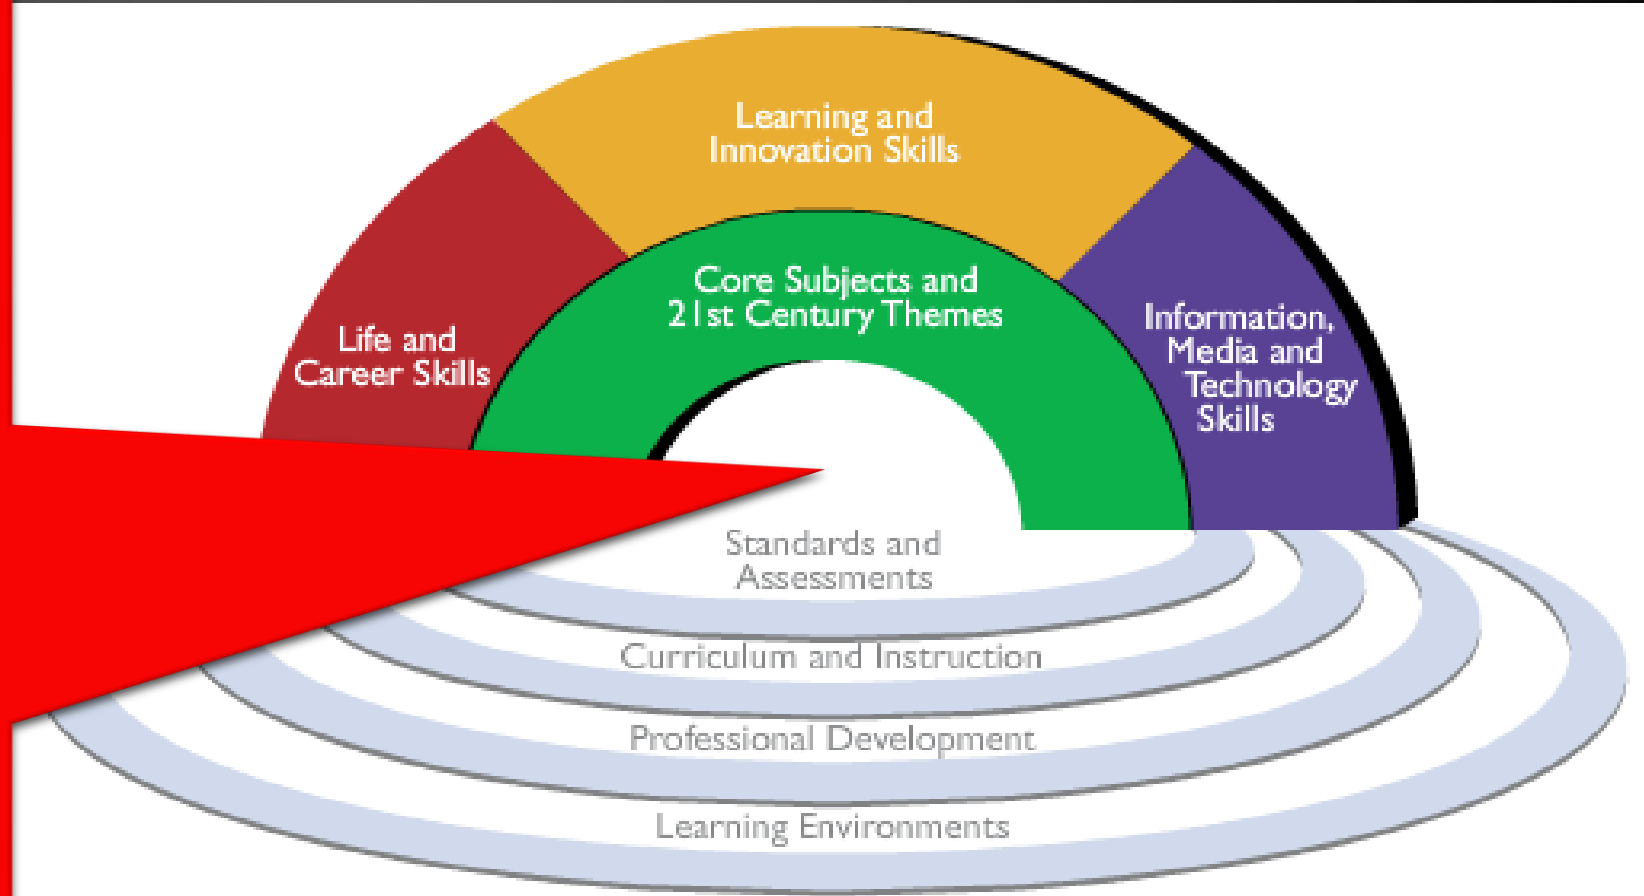 Learning and
Innovation Skills
Core Subjects and
21st Century Themes
Life and
Career Skills
Information,
Media and
Technology
Skills
Standards and
Assessments
Curriculum and Instruction
Professional Development
Learning Environments